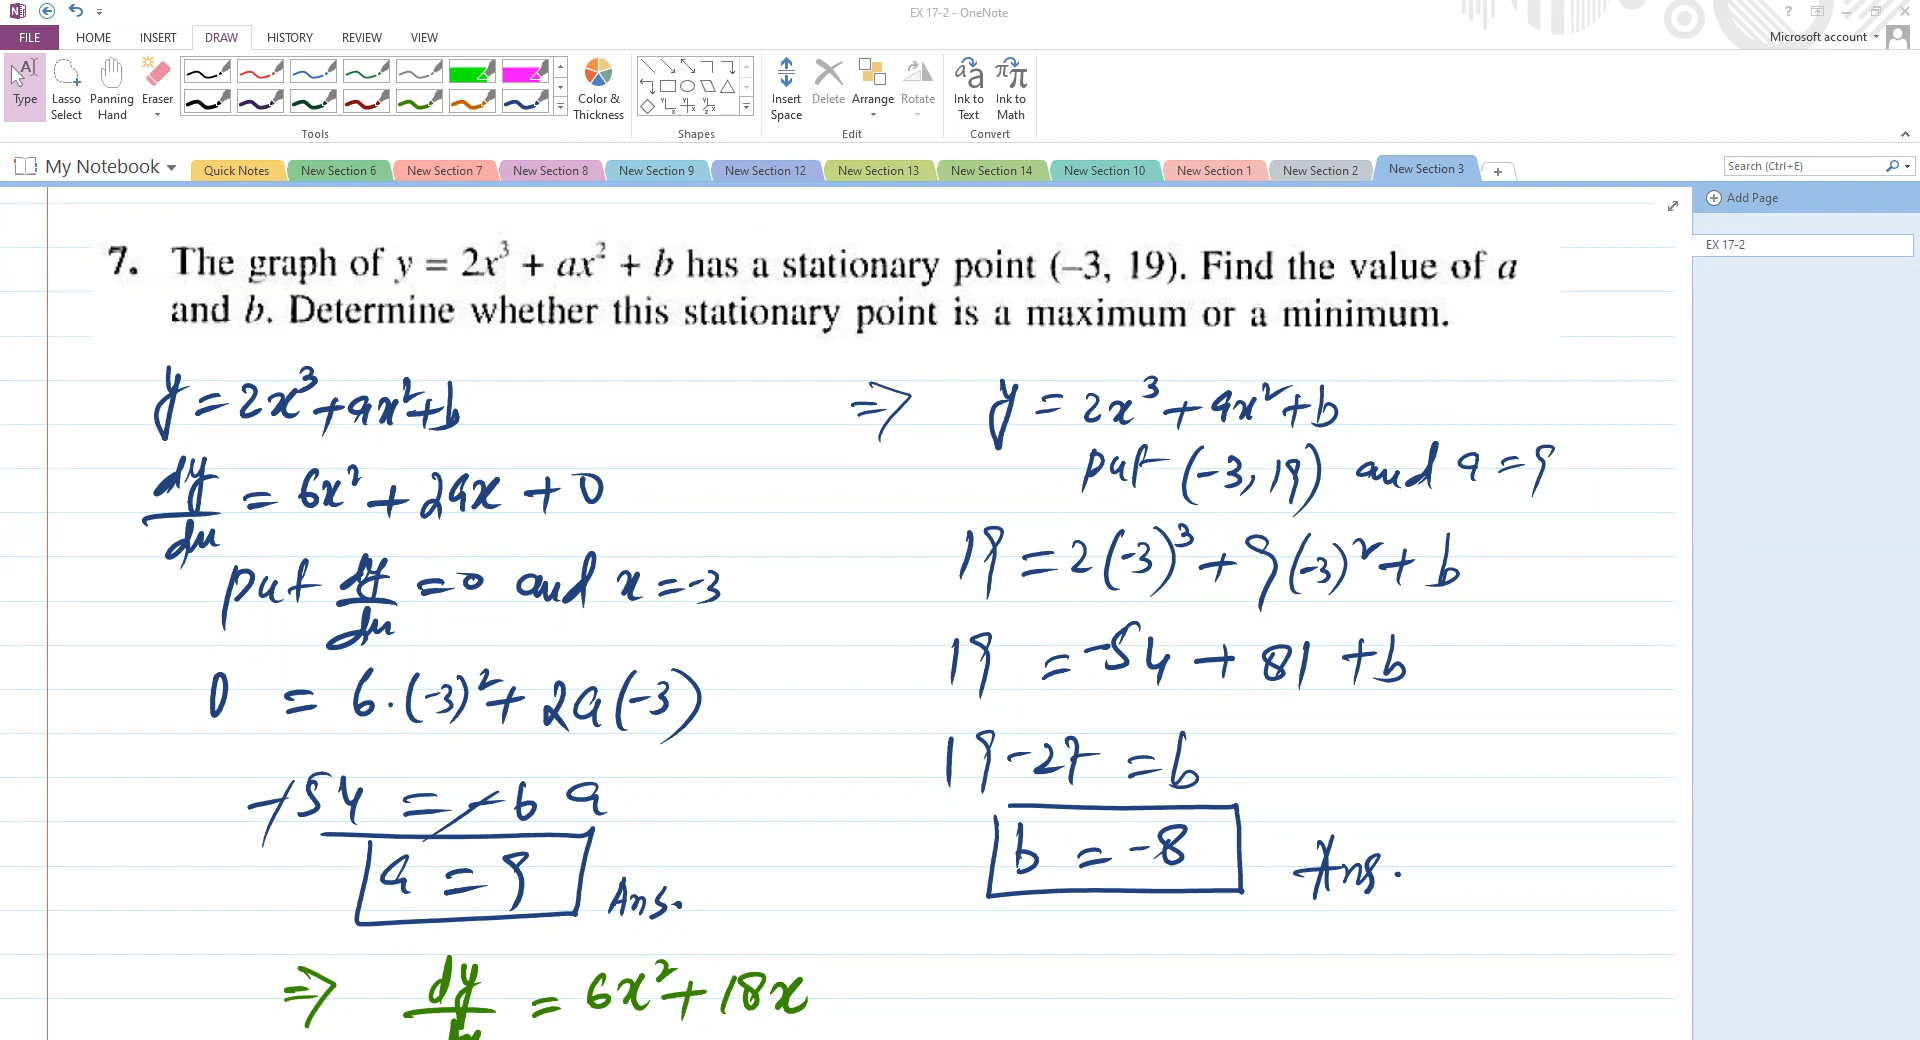 EX 17-2 - OneNote
FILE HOME INSERT DRAW HISTORY REVIEW VIEW
Microsoft account
Type
Lasso Select
Panning Hand
Eraser
Color & Thickness
Insert Space
Delete
Arrange
Rotate
Ink to Text
Ink to Math
Tools
Shapes
Edit
Convert
My Notebook
Quick Notes
New Section 6
New Section 7
New Section 8
New Section 9
New Section 12
New Section 13
New Section 14
New Section 10
New Section 1
New Section 2
New Section 3
Search (Ctrl+E)
Add Page
EX 17-2
7. The graph of y = 2x³ + ax² + b has a stationary point (–3, 19). Find the value of a
and b. Determine whether this stationary point is a maximum or a minimum.
y = 2x³ + ax² + b
dy/dx = 6x² + 2ax + 0
put dy/dx = 0 and x = -3
0 = 6·(-3)² + 2a(-3)
-54 = -6a
a = 9 Ans.
⇒ y = 2x³ + ax² + b
put (-3, 19) and a = 9
19 = 2(-3)³ + 9(-3)² + b
19 = -54 + 81 + b
19 - 27 = b
b = -8 Ans.
⇒ dy/dx = 6x² + 18x